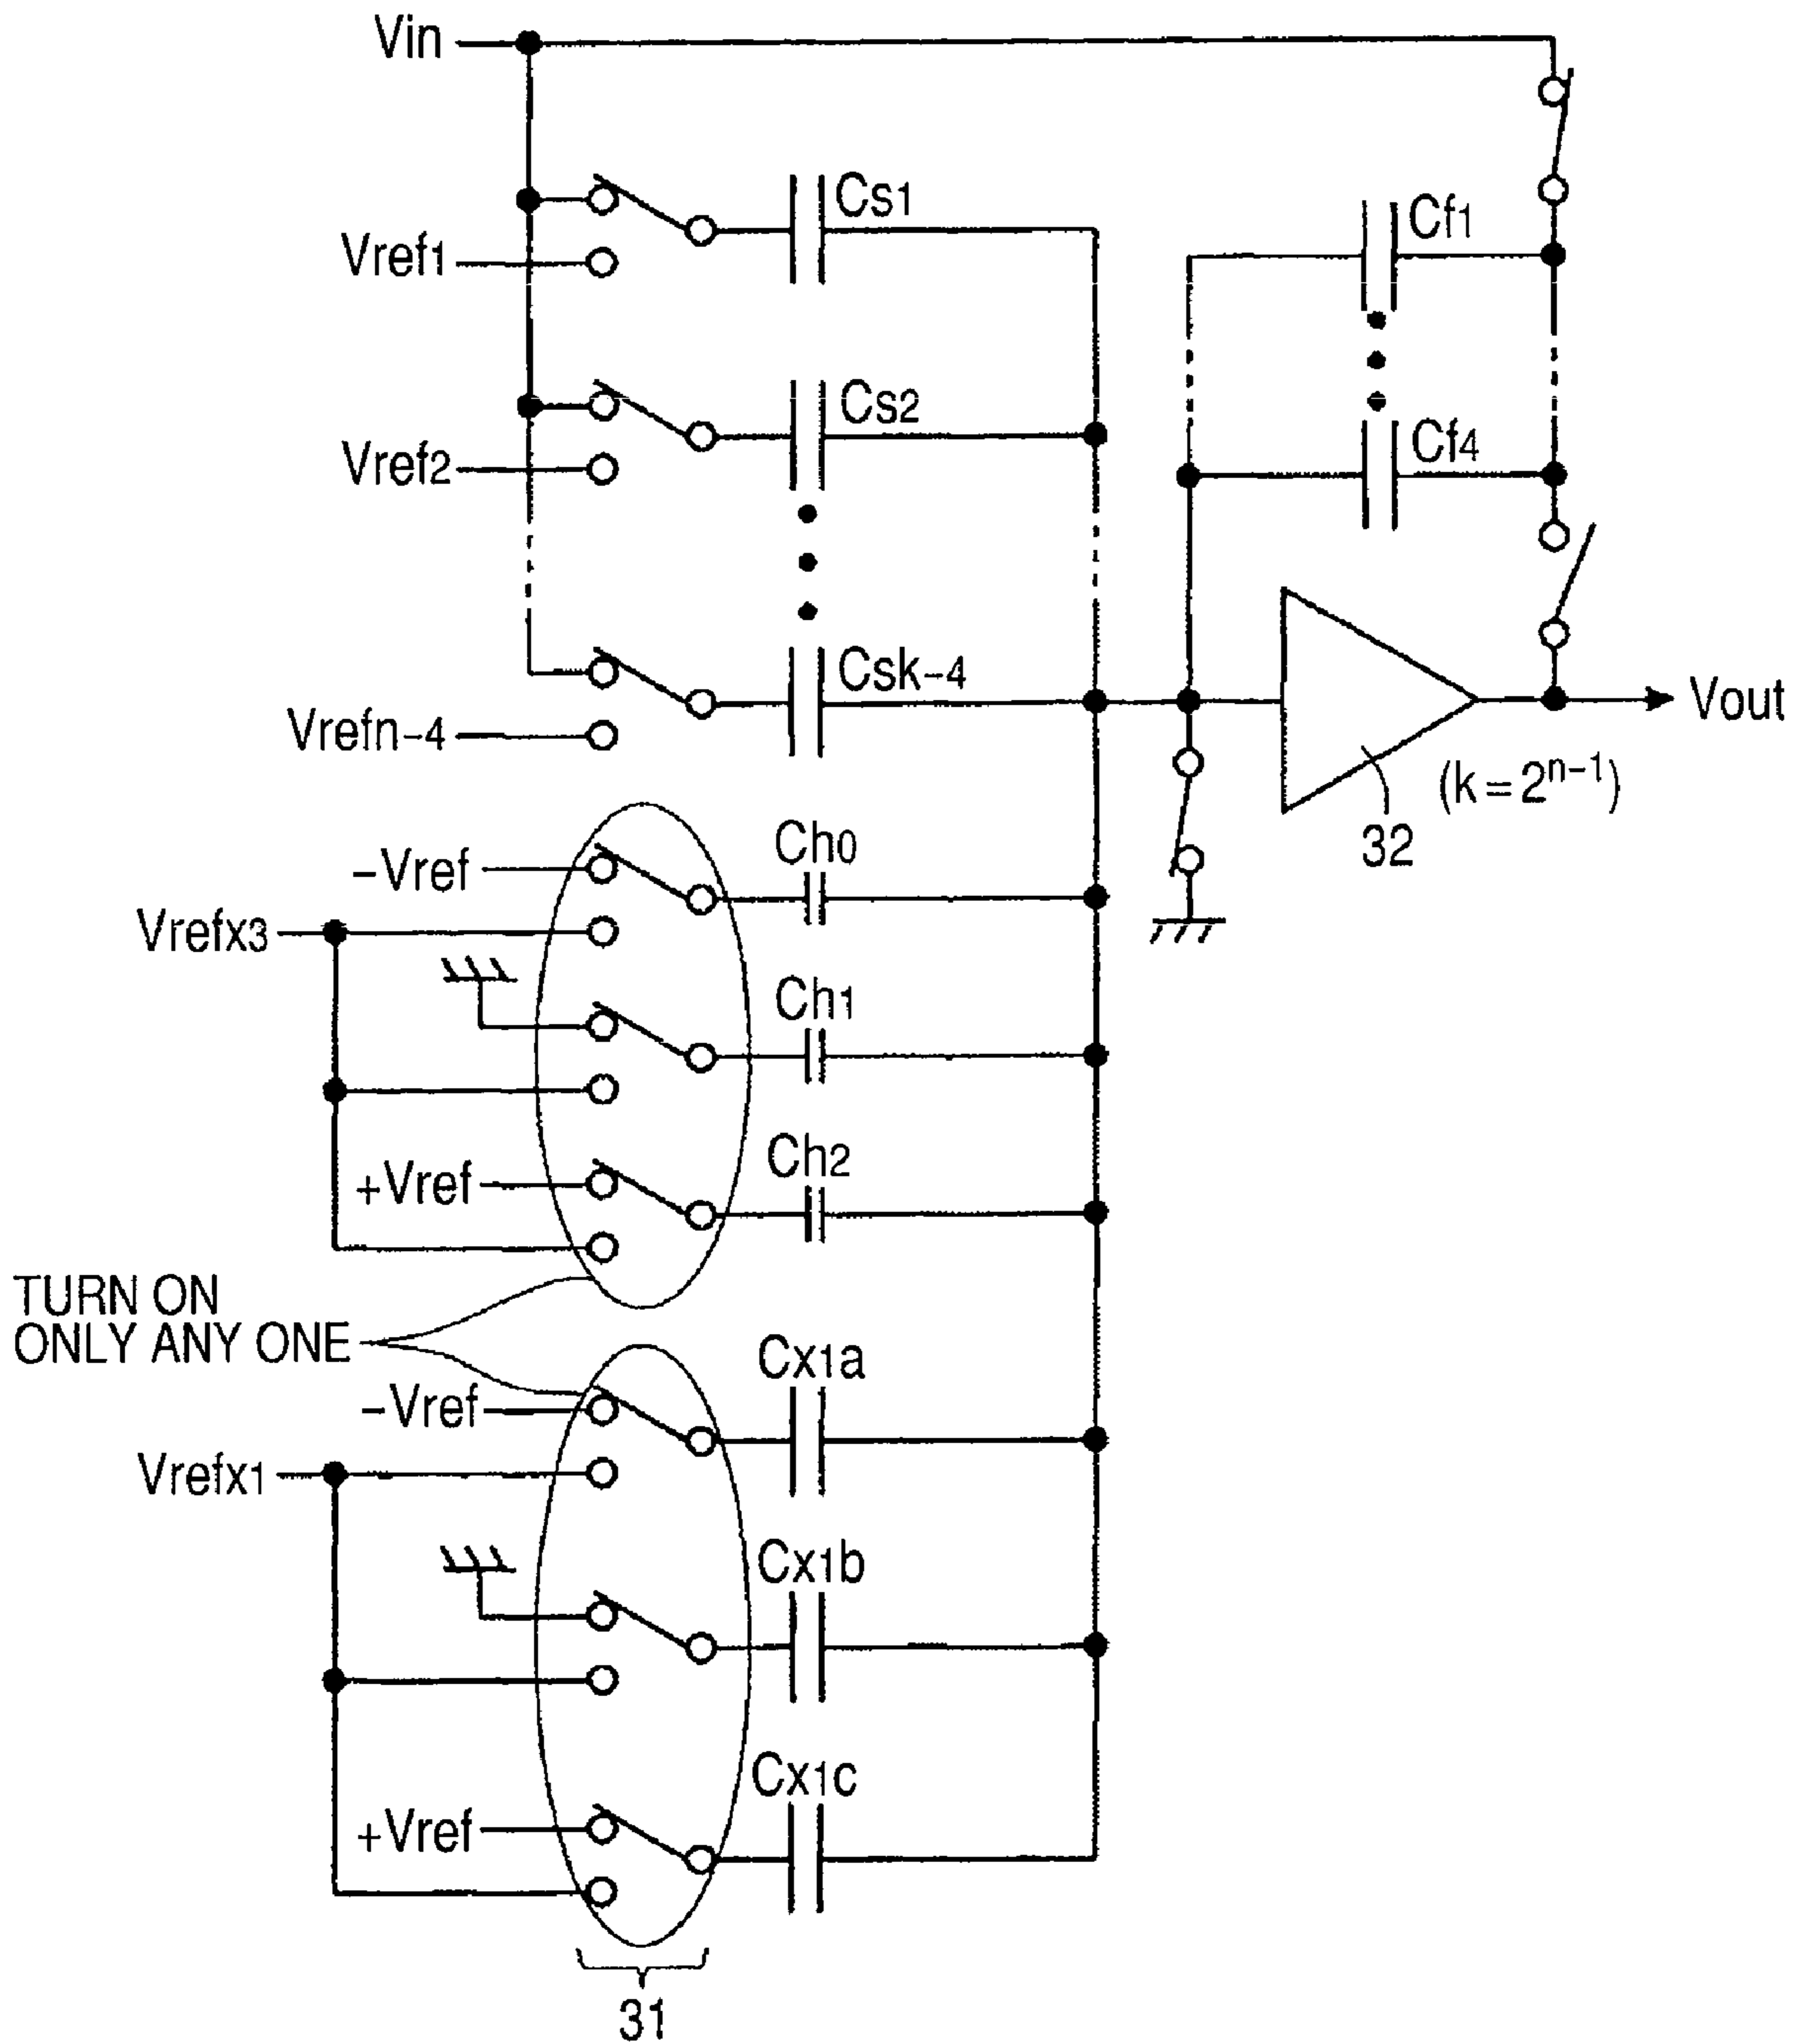 Vin
Cs1
Cf1
Vref1
Cs2
Cf4
Vref2
Csk-4
Vout
Vrefn-4
(k=2^n-1)
32
Ch0
-Vref
Vrefx3
Ch1
Ch2
+Vref
TURN ON
ONLY ANY ONE
Cx1a
-Vref
Vrefx1
Cx1b
Cx1c
+Vref
31